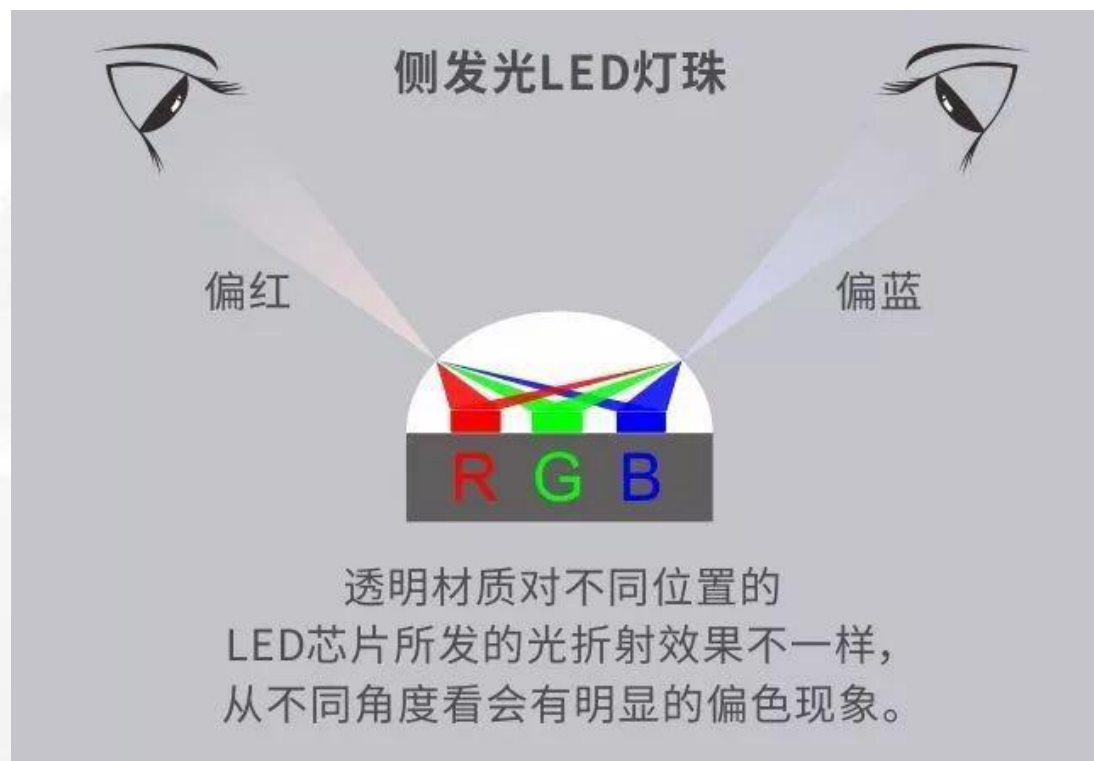 侧发光LED灯珠
偏红
偏蓝
R G B
透明材质对不同位置的
LED芯片所发的光折射效果不一样，
从不同角度看会有明显的偏色现象。